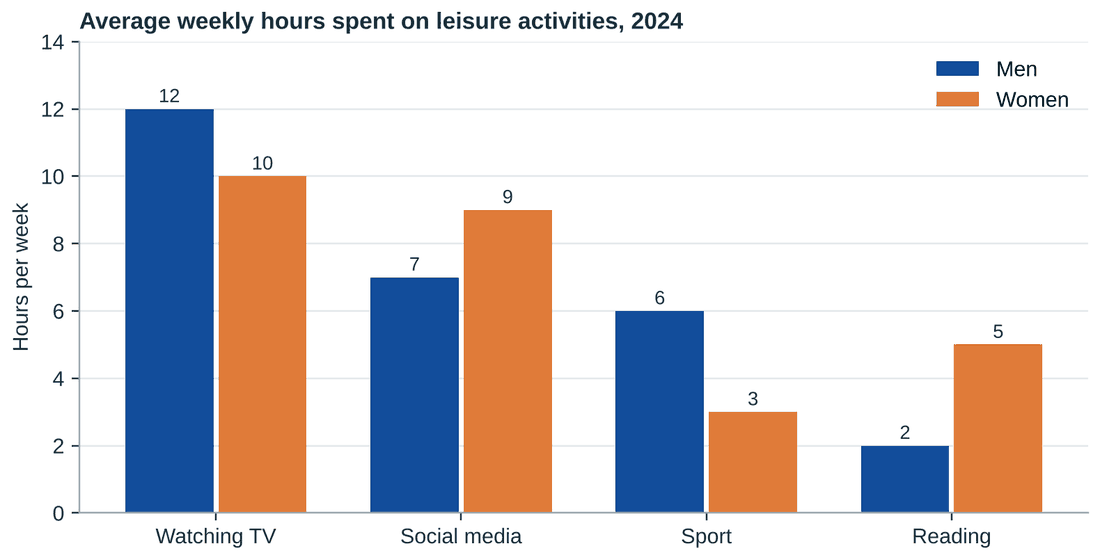 Average weekly hours spent on leisure activities, 2024
14
12
10
8
6
4
2
0
Hours per week
Men
Women
12
10
7
9
6
3
2
5
Watching TV
Social media
Sport
Reading